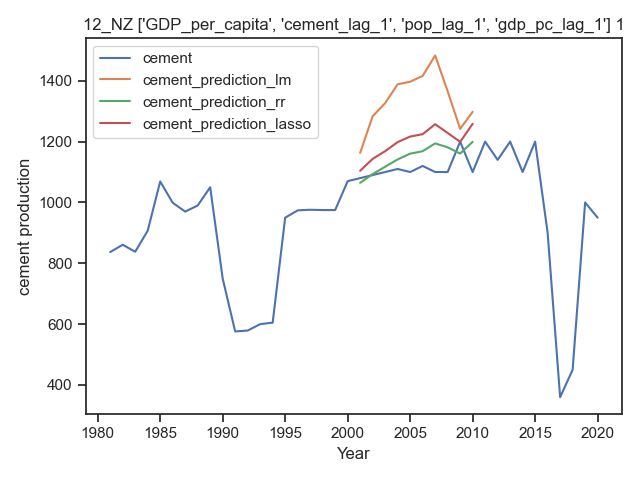 12_NZ ['GDP_per_capita', 'cement_lag_1', 'pop_lag_1', 'gdp_pc_lag_1'] 1
cement
cement_prediction_lm
cement_prediction_rr
cement_prediction_lasso
cement production
1400
1200
1000
800
600
400
1980 1985 1990 1995 2000 2005 2010 2015 2020
Year